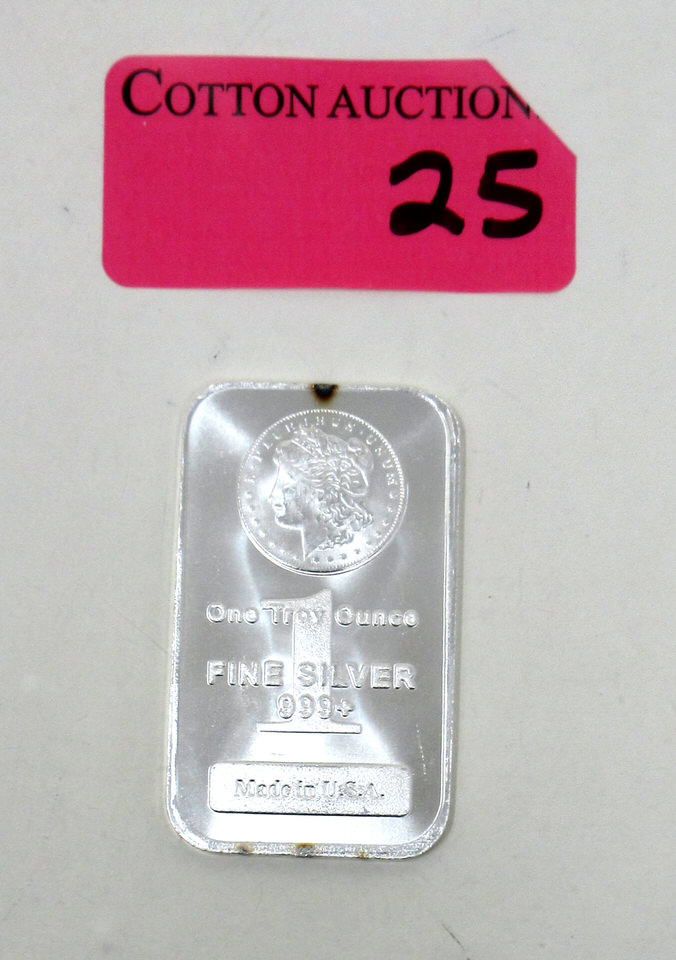 COTTON AUCTION
25
E·PLURIBUS·UNUM
One Troy Ounce
1
FINE SILVER
999+
Made in U.S.A.